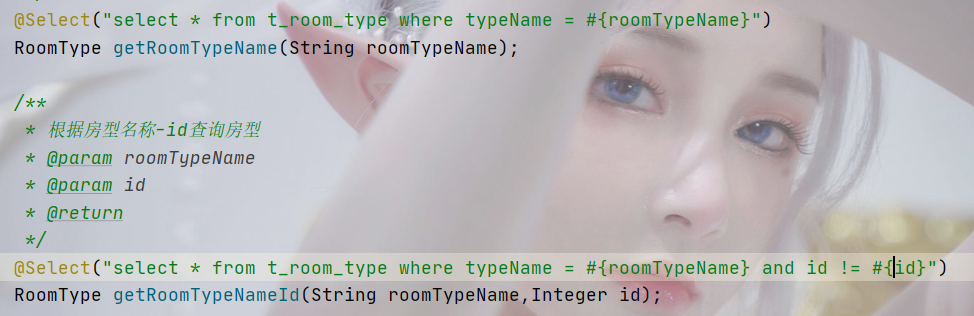 @Select("select * from t_room_type where typeName = #{roomTypeName}")
RoomType getRoomTypeName(String roomTypeName);
/**
* 根据房型名称-id查询房型
* @param roomTypeName
* @param id
* @return
*/
@Select("select * from t_room_type where typeName = #{roomTypeName} and id != #{id}")
RoomType getRoomTypeNameId(String roomTypeName,Integer id);